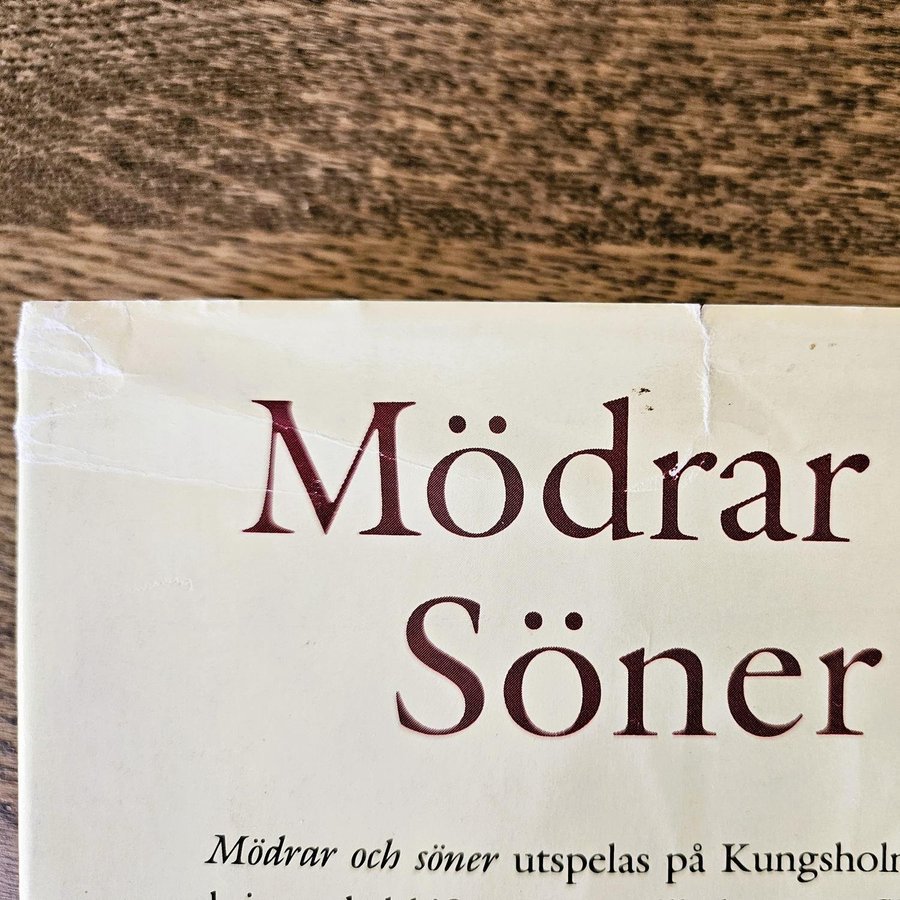 Mödrar
Söner
Mödrar och söner utspelas på